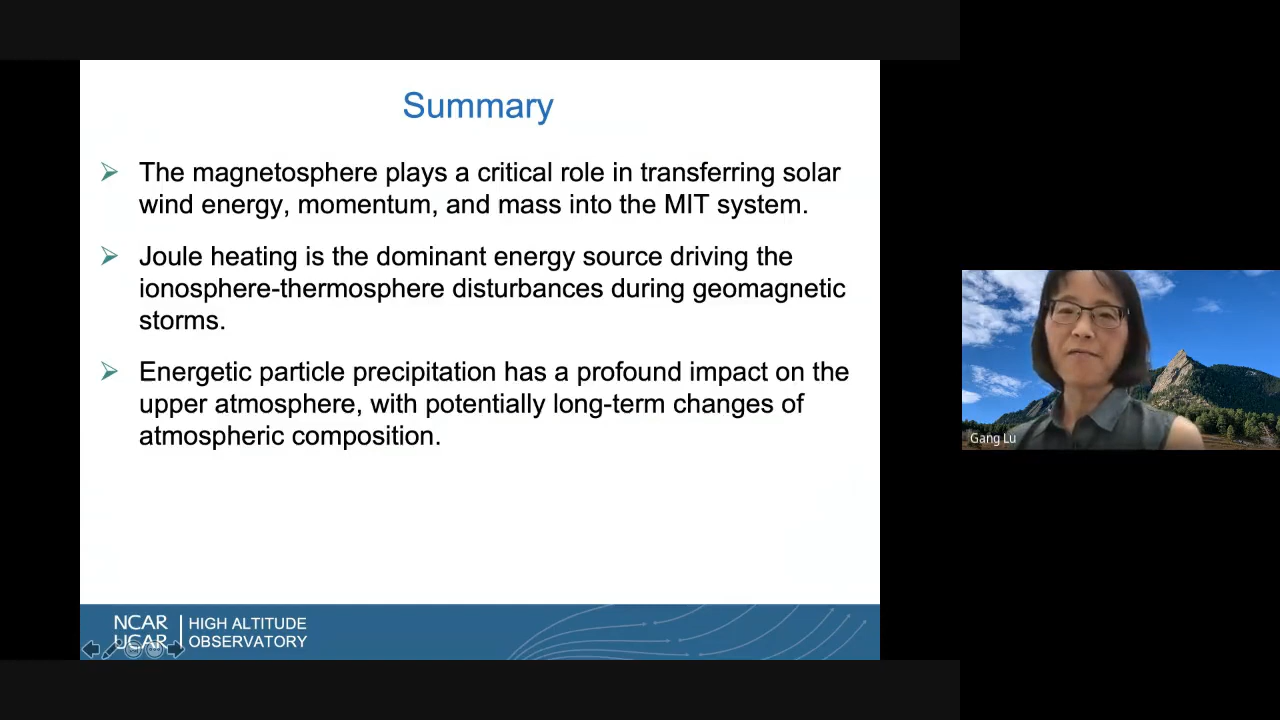 Summary
The magnetosphere plays a critical role in transferring solar
wind energy, momentum, and mass into the MIT system.
Joule heating is the dominant energy source driving the
ionosphere-thermosphere disturbances during geomagnetic
storms.
Energetic particle precipitation has a profound impact on the
upper atmosphere, with potentially long-term changes of
atmospheric composition.
Gang Lu
NCAR
UCAR
HIGH ALTITUDE
OBSERVATORY